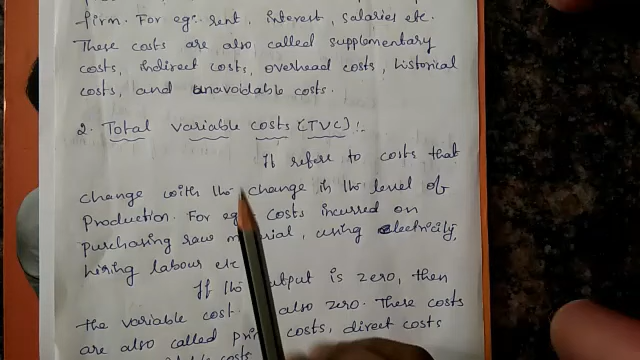 firm. For eg:- rent, interest, salaries etc.
These costs are also called supplementary
costs, indirect costs, overhead costs, historical
costs, and unavoidable costs.
2. Total variable costs (TVC):-
It refers to costs that
change with the change in the level of
production. For eg costs incurred on
purchasing raw material, using electricity,
hiring labour etc
If the output is zero, then
the variable cost also zero. These costs
are also called costs, direct costs
costs